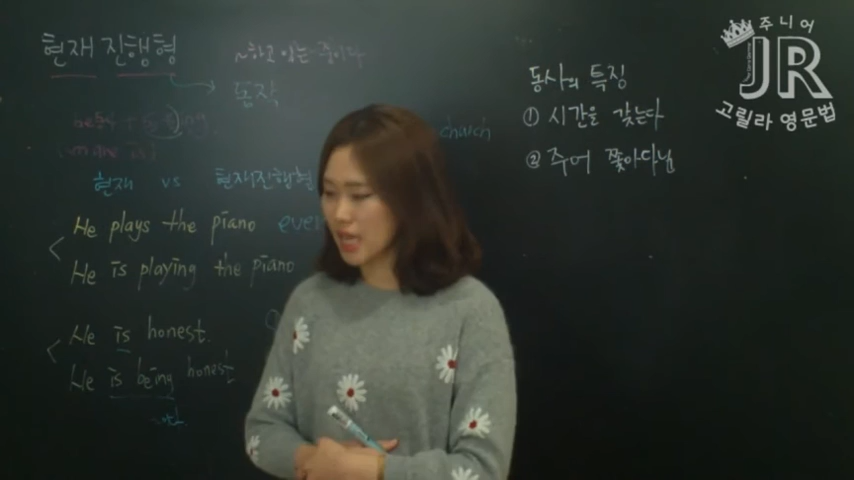 현재 진행형
~하고 있는 중이다
동작
church
현재 vs 현재진행형
He plays the piano
He is playing the piano
He is honest.
He is being honest
동사의 특징
① 시간을 갖는다
② 주어 쫓아다님
주니어
JR
고릴라 영문법